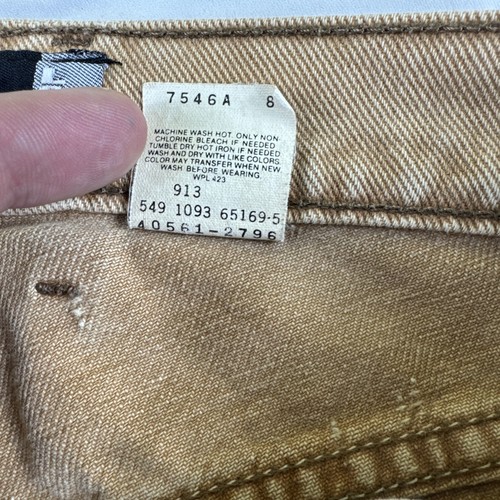 7546A 8
MACHINE WASH HOT. ONLY NON-
CHLORINE BLEACH IF NEEDED
TUMBLE DRY HOT IRON IF NEEDED
WASH AND DRY WITH LIKE COLORS.
COLOR MAY TRANSFER WHEN NEW
WASH BEFORE WEARING.
WPL 423
913
549 1093 65169-5
40561-2796